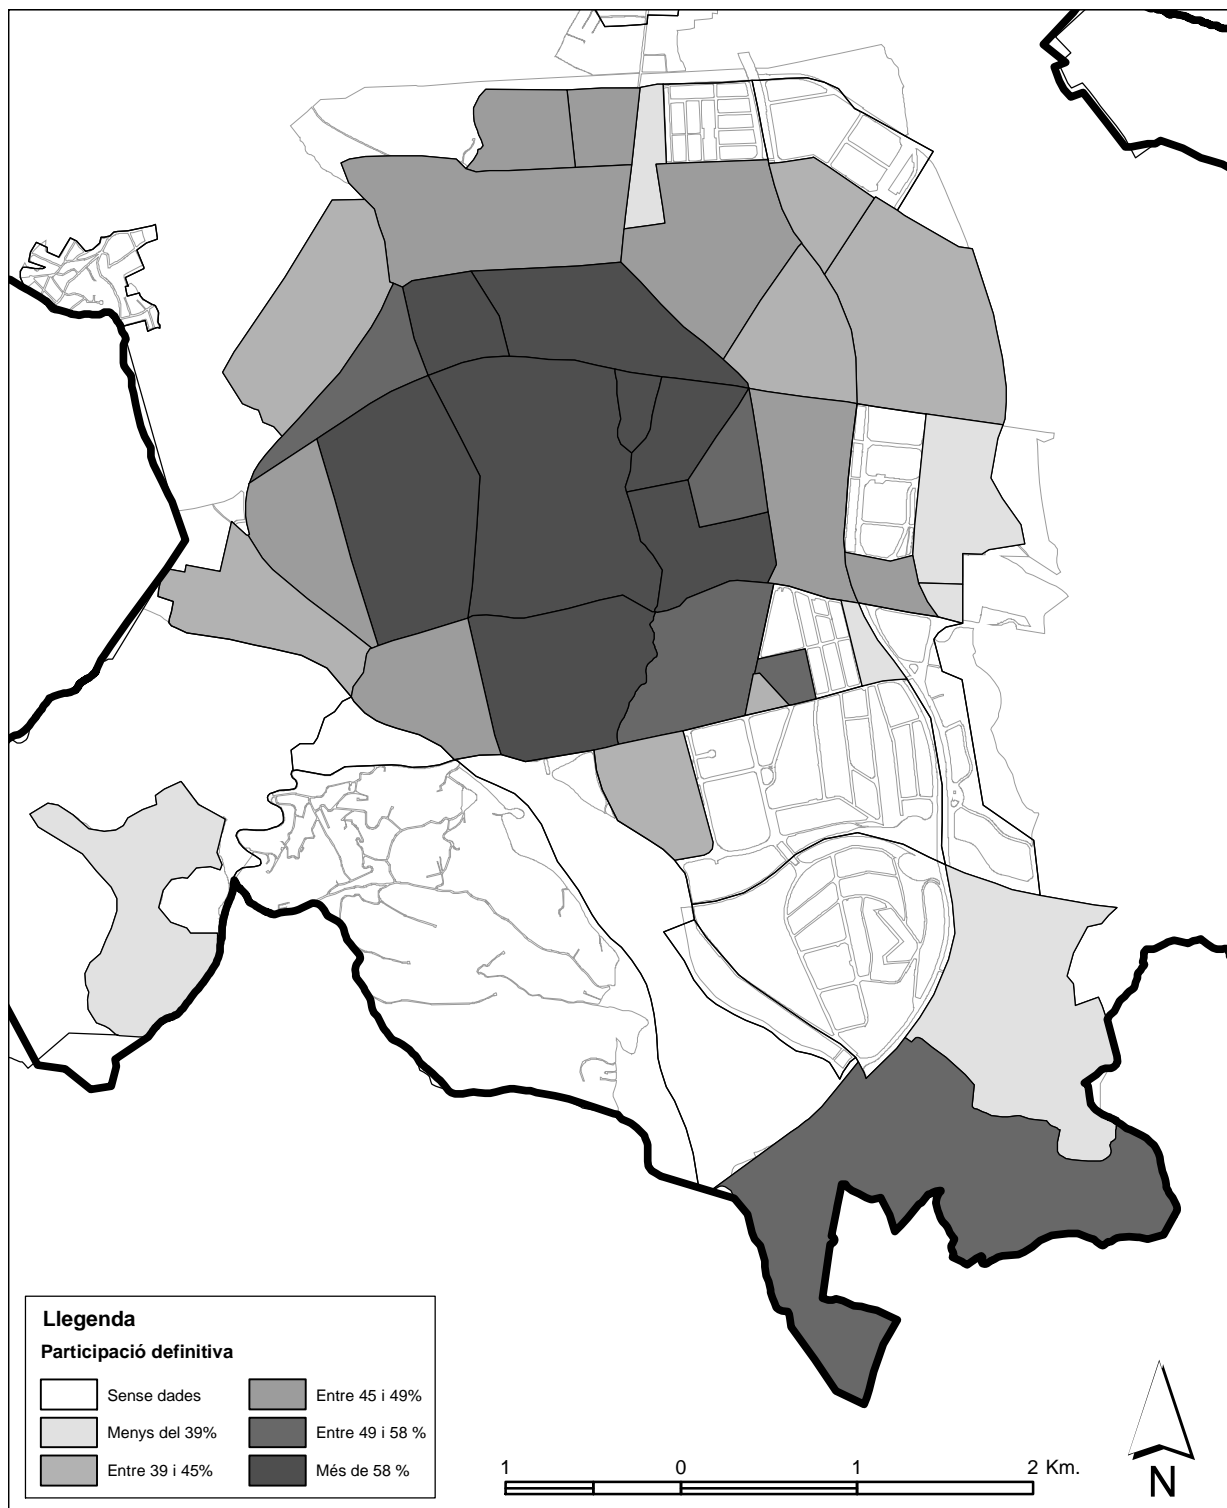 Llegenda
Participació definitiva
Sense dades
Menys del 39%
Entre 39 i 45%
Entre 45 i 49%
Entre 49 i 58 %
Més de 58 %
1 0 1 2 Km.
N